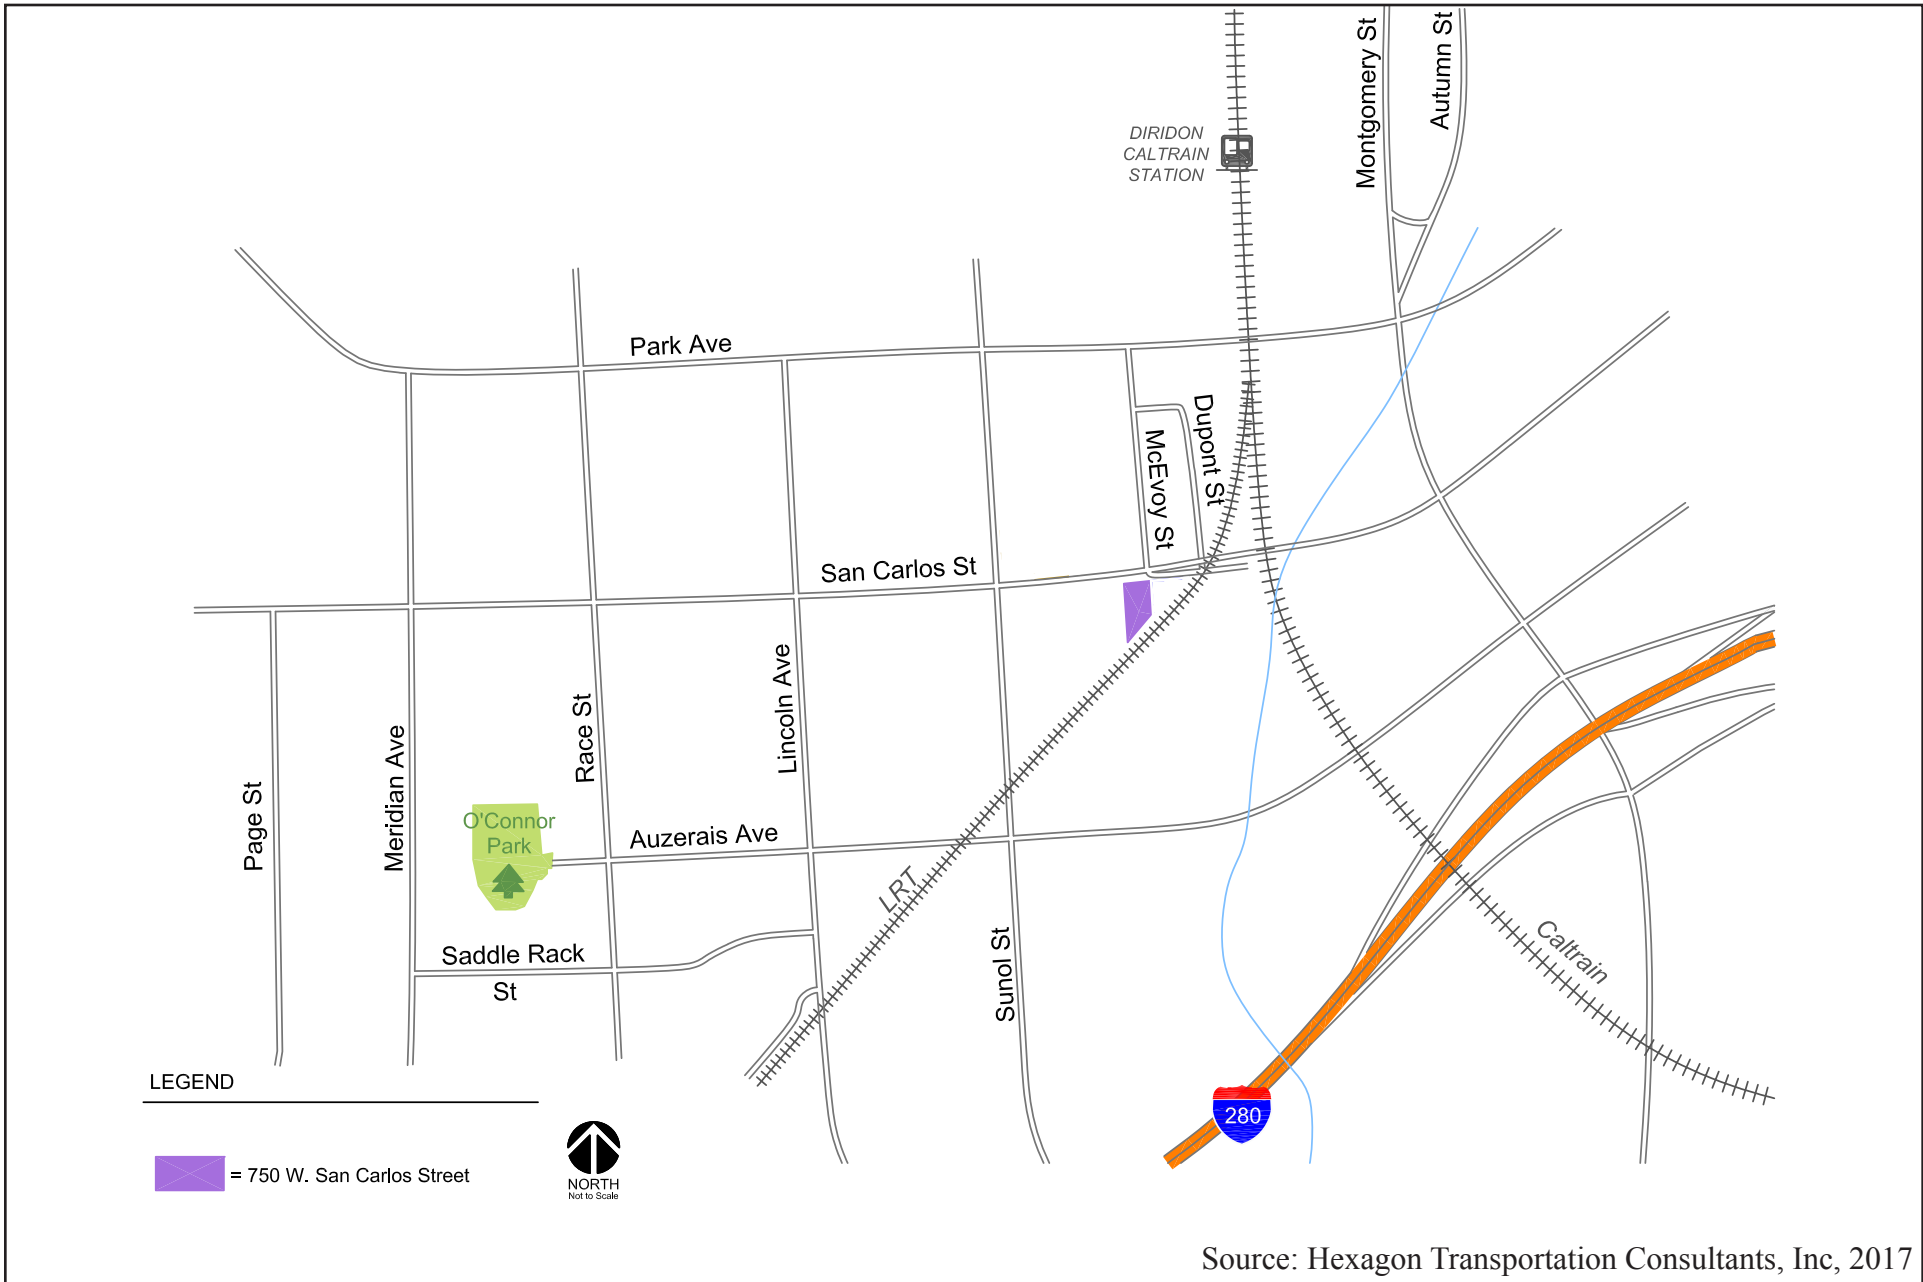 Montgomery St
Autumn St
DIRIDON
CALTRAIN
STATION
Park Ave
Dupont St
McEvoy St
San Carlos St
Lincoln Ave
Race St
Meridian Ave
Page St
O'Connor
Park
Auzerais Ave
LRT
Sunol St
Caltrain
Saddle Rack
St
LEGEND
280
= 750 W. San Carlos Street
NORTH
Not to Scale
Source: Hexagon Transportation Consultants, Inc, 2017